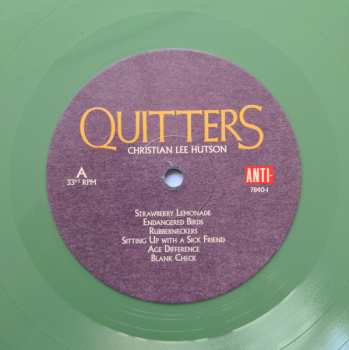 QUITTERS
CHRISTIAN LEE HUTSON
A
33⅓ RPM
ANTI-
7840-1
STRAWBERRY LEMONADE
ENDANGERED BIRDS
RUBBERNECKERS
SITTING UP WITH A SICK FRIEND
AGE DIFFERENCE
BLANK CHECK